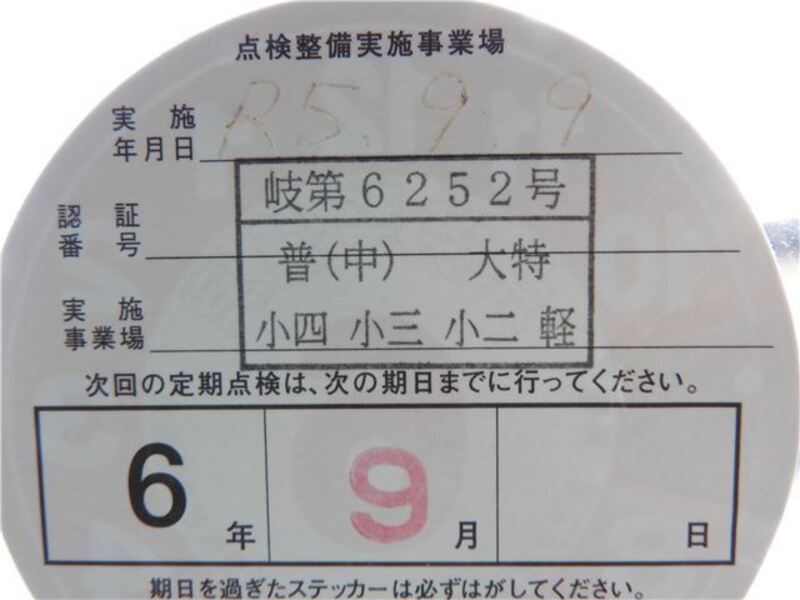 点検整備実施事業場
実施年月日 R5.9.9
認証番号 岐第6252号
普(中) 大特
実施事業場 小四 小三 小二 軽
次回の定期点検は、次の期日までに行ってください。
6年 9月 日
期日を過ぎたステッカーは必ずはがしてください。